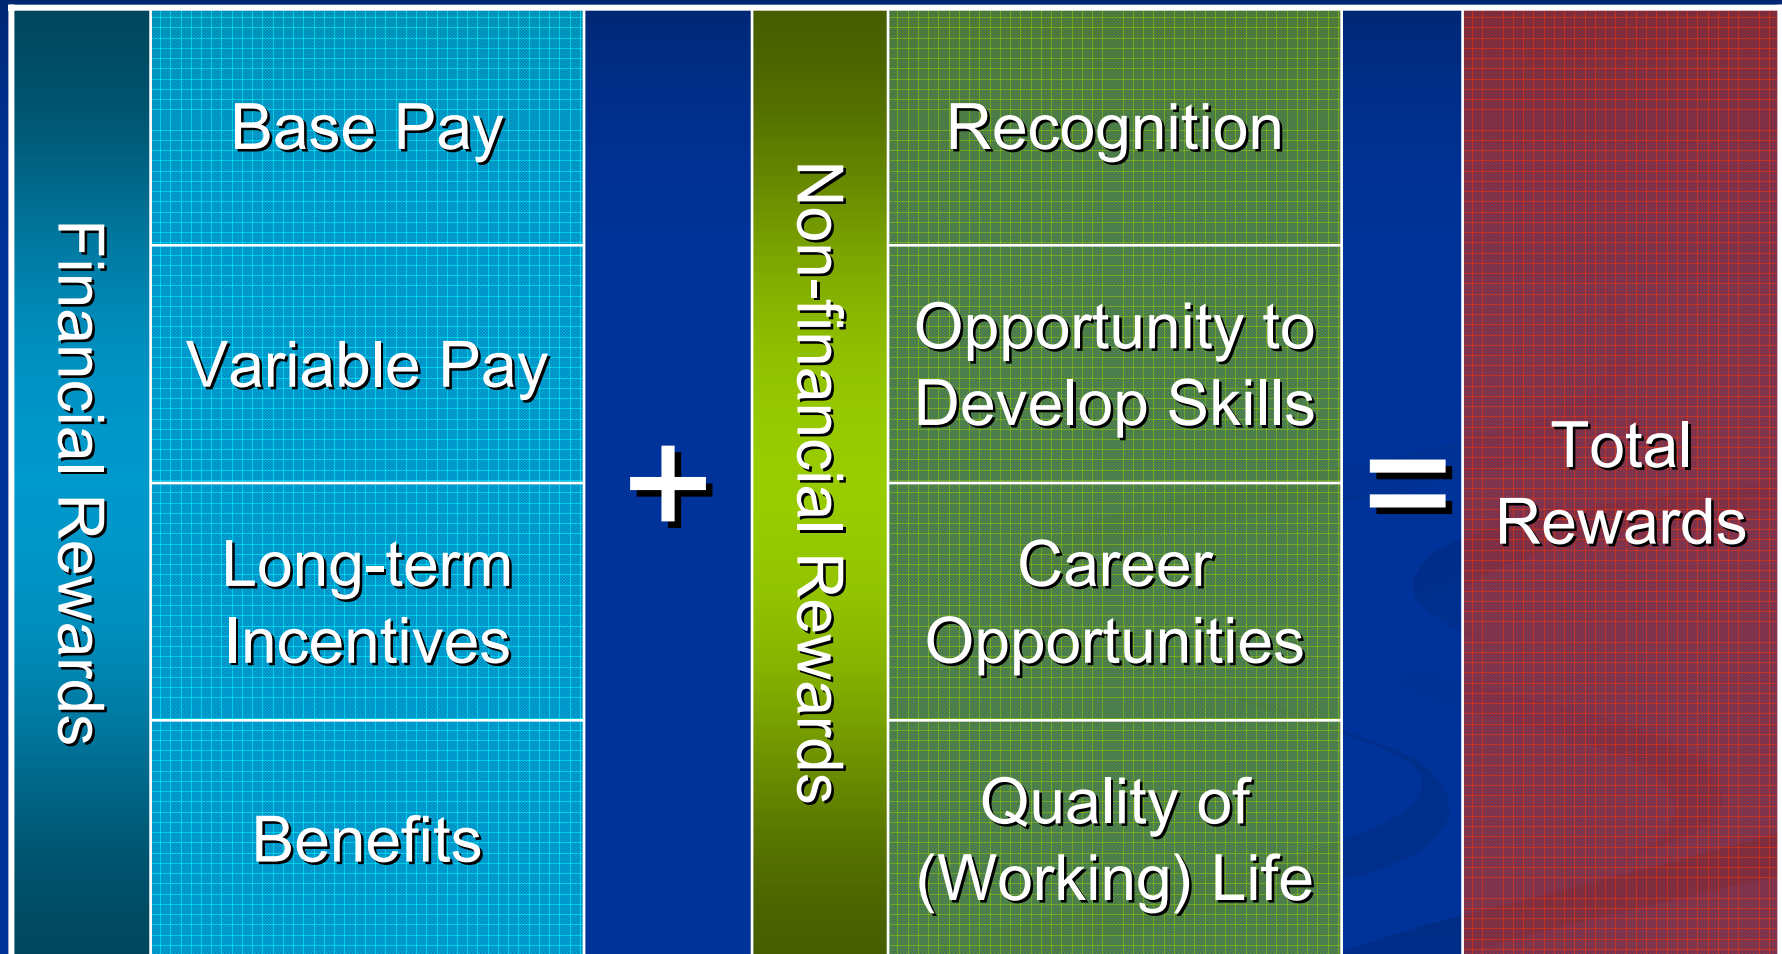 Financial Rewards
Base Pay
Variable Pay
Long-term
Incentives
Benefits
+
Non-financial Rewards
Recognition
Opportunity to
Develop Skills
Career
Opportunities
Quality of
(Working) Life
=
Total
Rewards